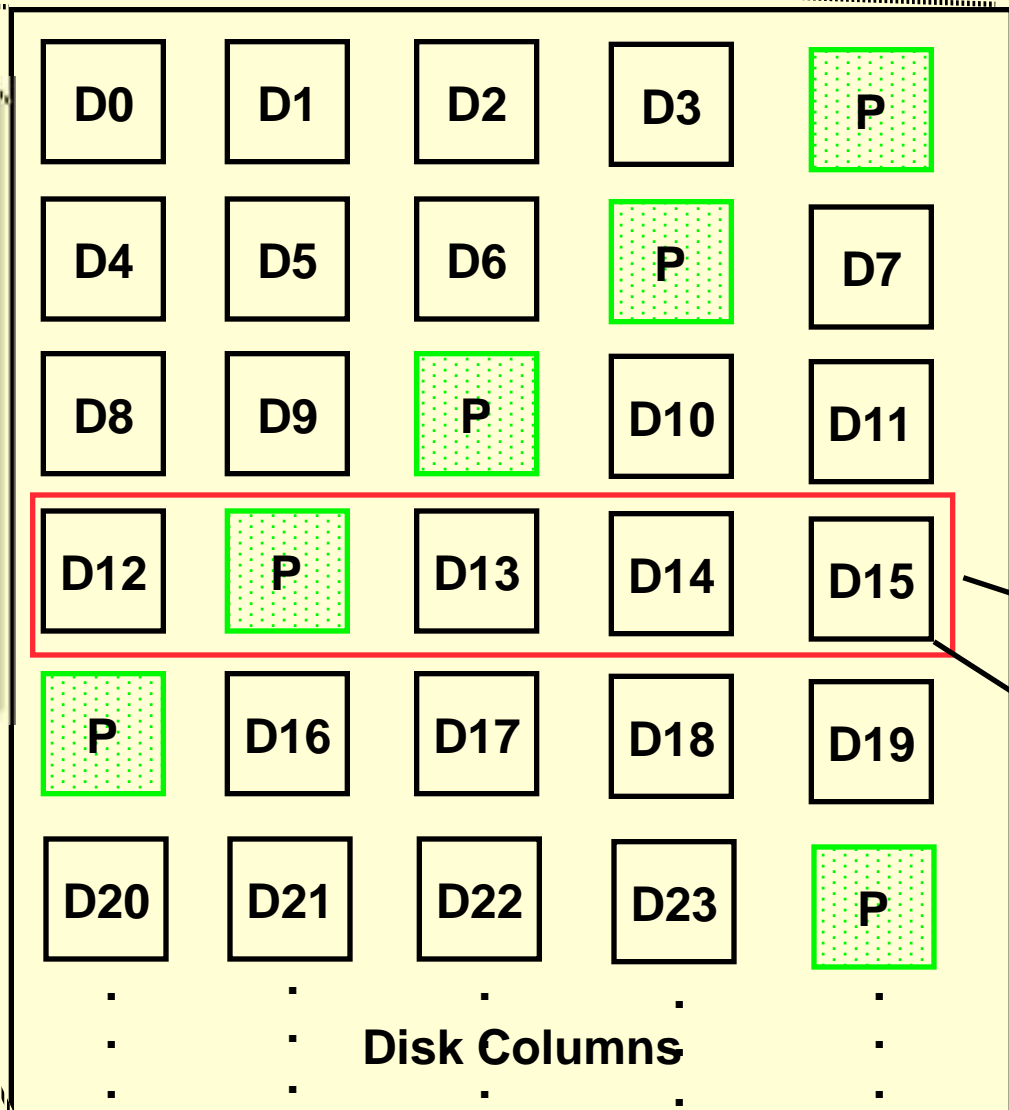 D0 D1 D2 D3 P
D4 D5 D6 P D7
D8 D9 P D10 D11
D12 P D13 D14 D15
P D16 D17 D18 D19
D20 D21 D22 D23 P
Disk Columns